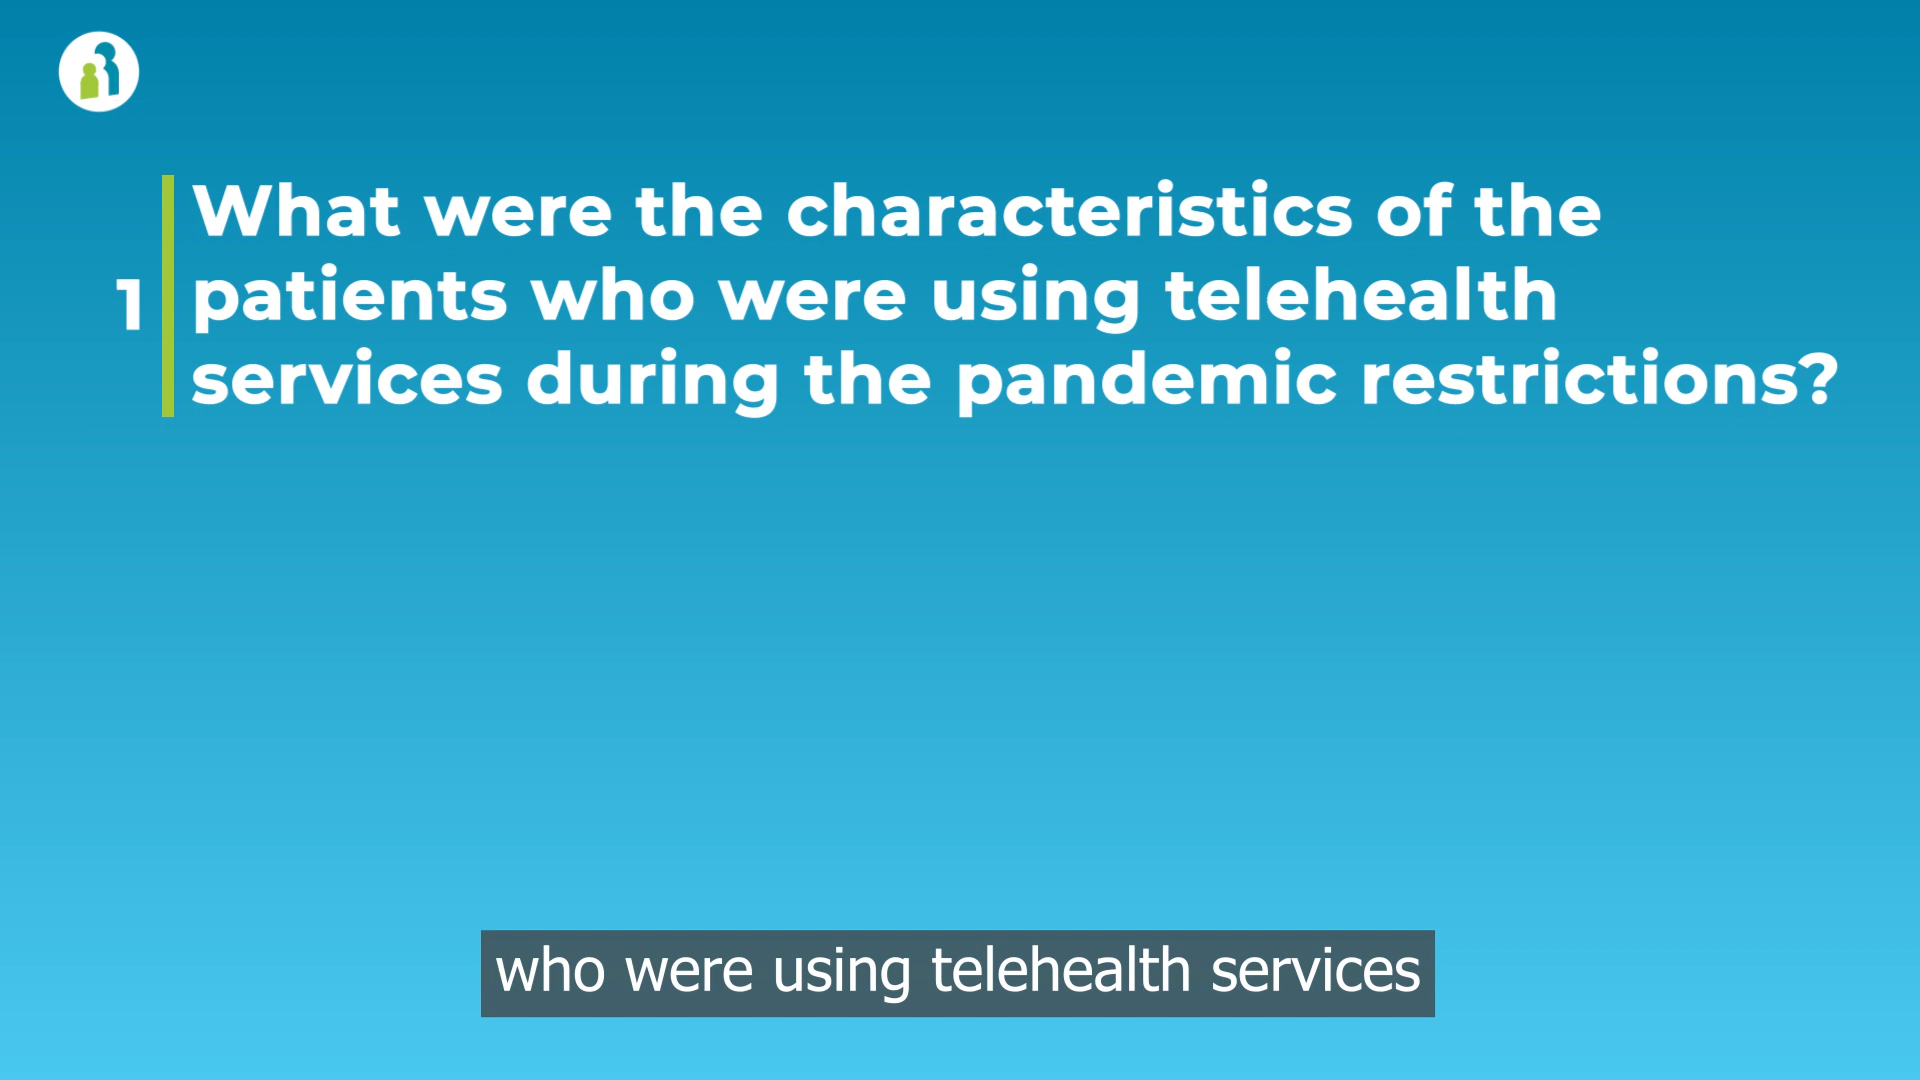 What were the characteristics of the
1
patients who were using telehealth
services during the pandemic restrictions?
who were using telehealth services